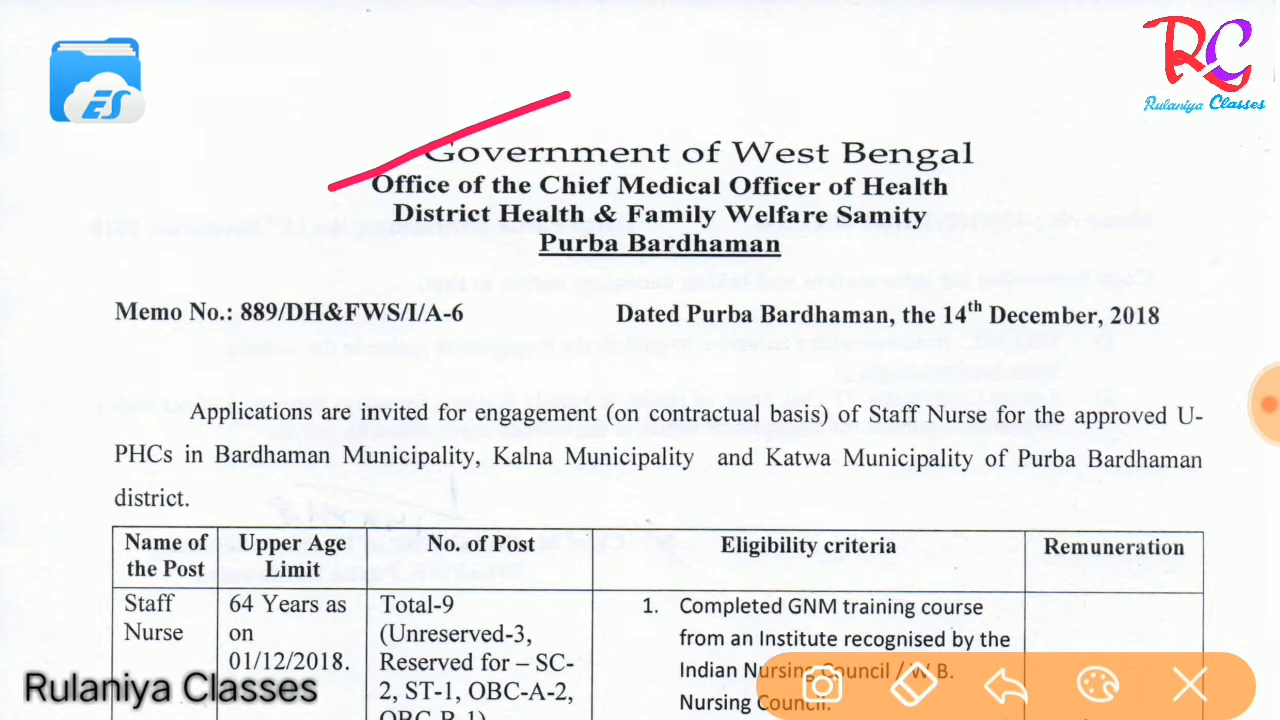 RG
Rulaniya Classes
ES
Government of West Bengal
Office of the Chief Medical Officer of Health
District Health & Family Welfare Samity
Purba Bardhaman
Memo No.: 889/DH&FWS/I/A-6
Dated Purba Bardhaman, the 14th December, 2018
Applications are invited for engagement (on contractual basis) of Staff Nurse for the approved U-
PHCs in Bardhaman Municipality, Kalna Municipality and Katwa Municipality of Purba Bardhaman
district.
Name of the Post
Upper Age Limit
No. of Post
Eligibility criteria
Remuneration
Staff
Nurse
64 Years as
on
01/12/2018.
Total-9
(Unreserved-3,
Reserved for – SC-
2, ST-1, OBC-A-2,
OBC-B-1)
1. Completed GNM training course
from an Institute recognised by the
Indian Nursing Council / W B.
Nursing Council.
Rulaniya Classes